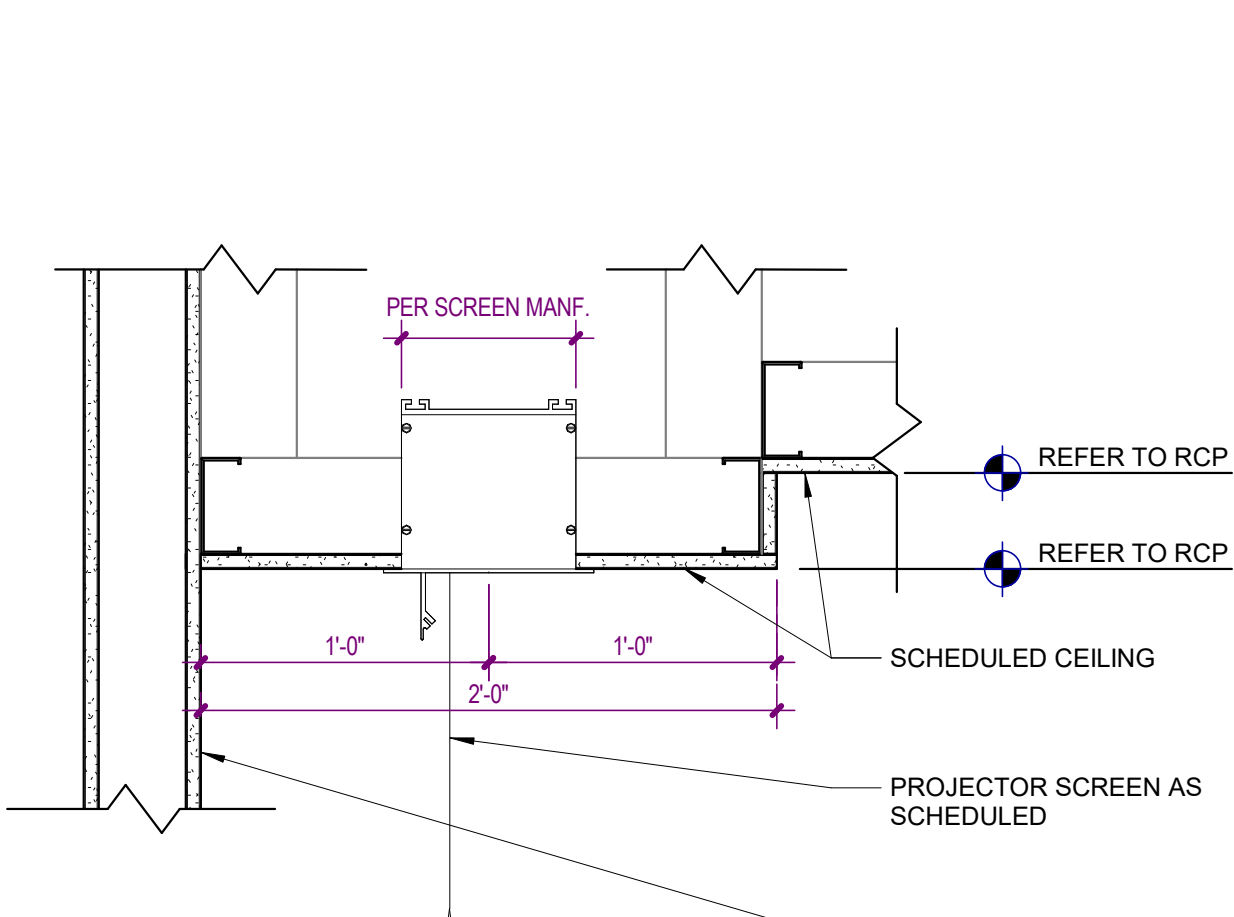 PER SCREEN MANF.
REFER TO RCP
REFER TO RCP
1'-0"
1'-0"
SCHEDULED CEILING
2'-0"
PROJECTOR SCREEN AS
SCHEDULED